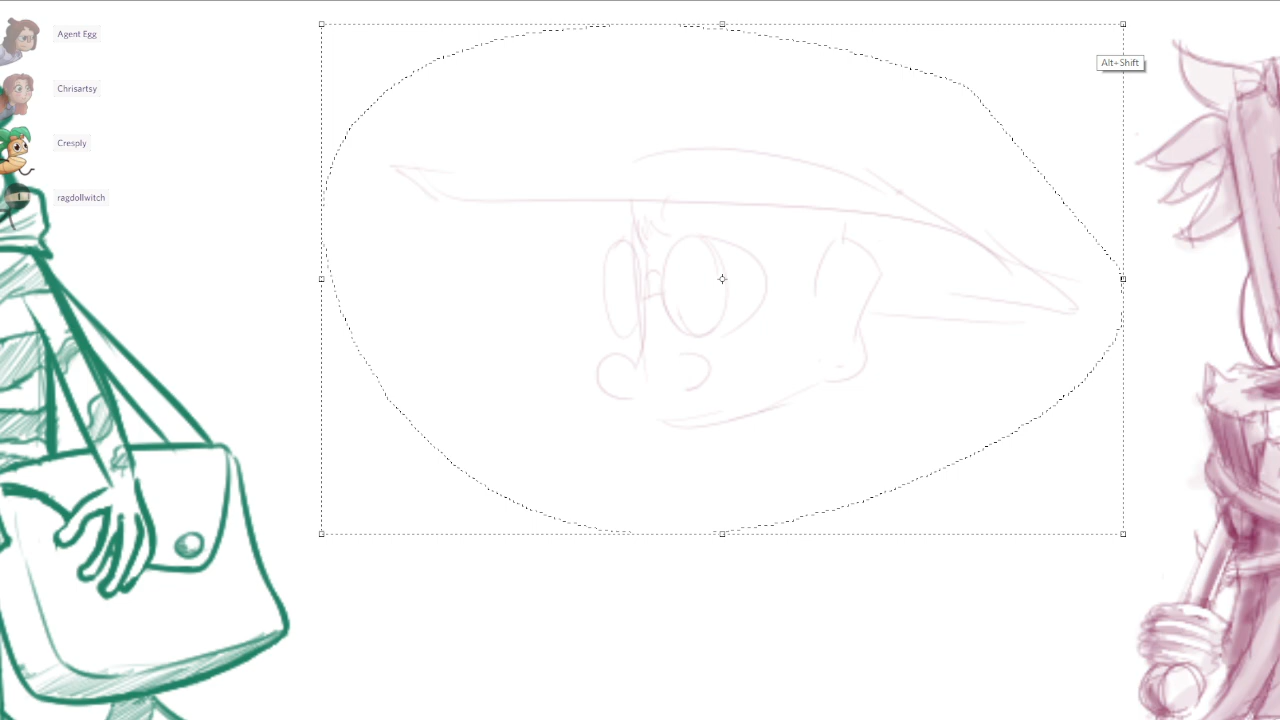 Agent Egg
Alt+Shift
Chrisartsy
Cresply
ragdollwitch